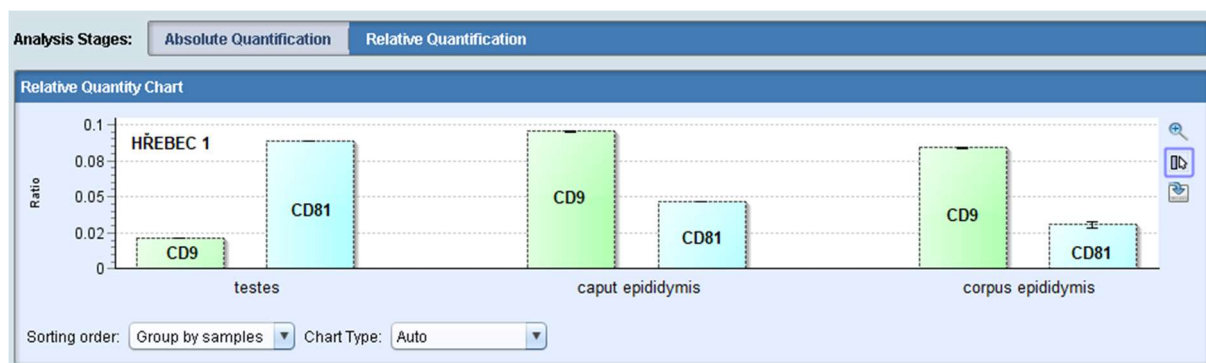 Analysis Stages: Absolute Quantification Relative Quantification
Relative Quantity Chart
HŘEBEC 1
Ratio
0.1
0.08
0.05
0.02
0
CD9 CD81 CD9 CD81 CD9 CD81
testes caput epididymis corpus epididymis
Sorting order: Group by samples Chart Type: Auto